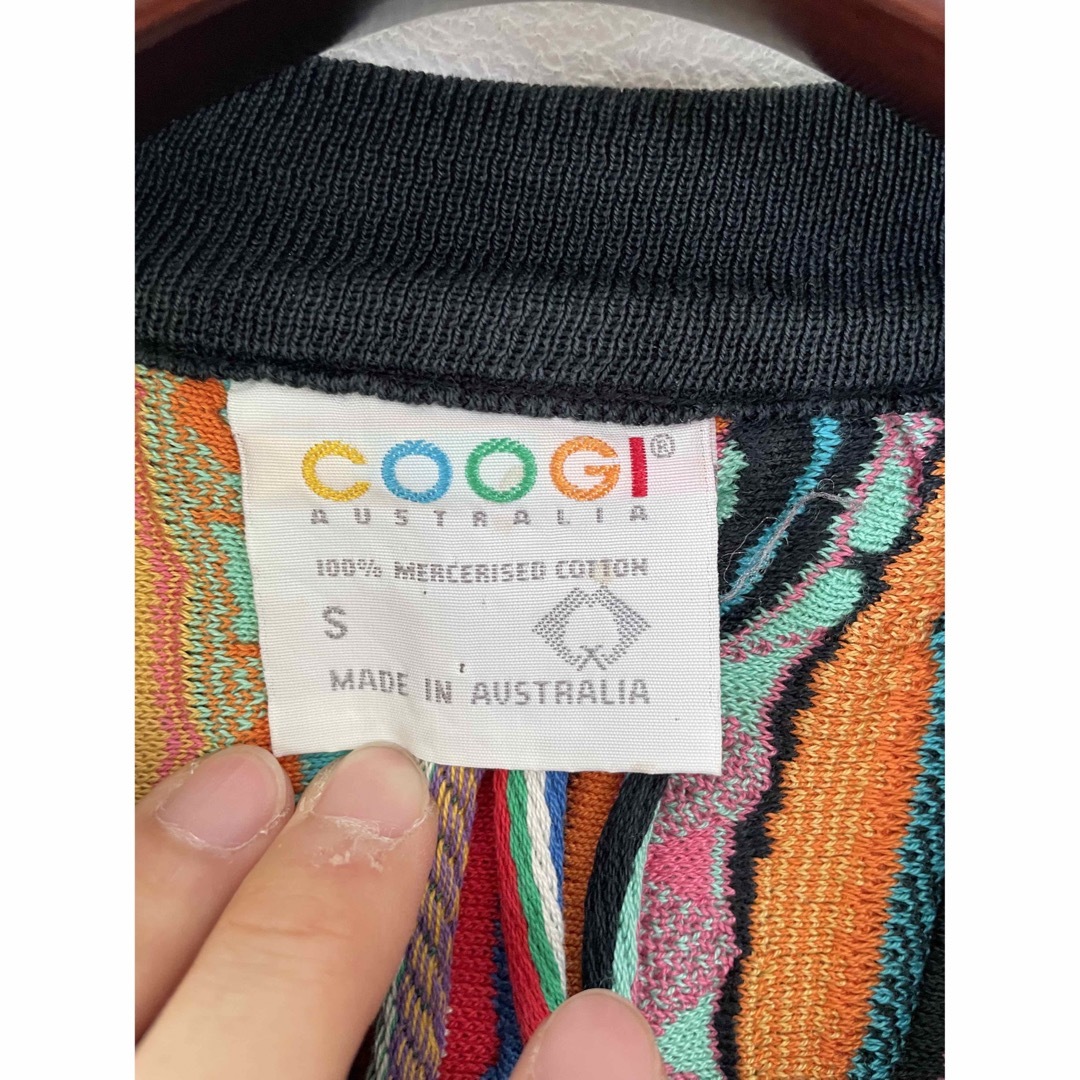 COOGI®
AUSTRALIA
100% MERCERISED COTTON
S
MADE IN AUSTRALIA